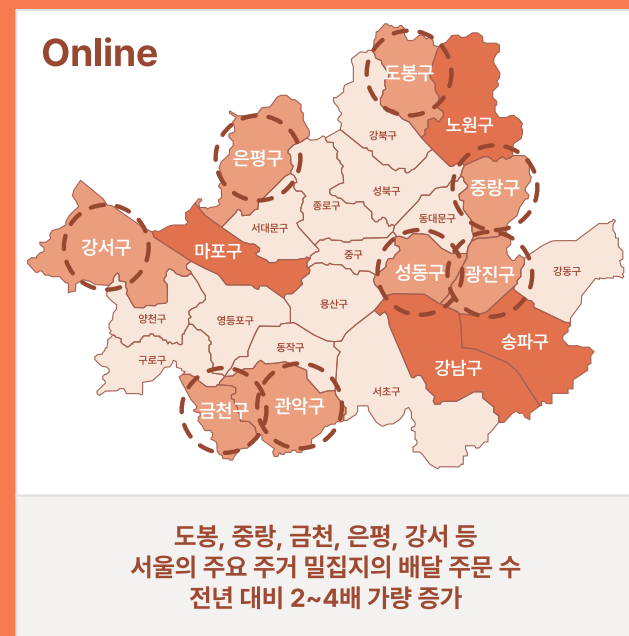 Online
도봉구
노원구
강북구
은평구
중랑구
성북구
종로구
동대문구
서대문구
강서구
마포구
중구
성동구
광진구
강동구
용산구
양천구
영등포구
송파구
동작구
구로구
강남구
서초구
금천구
관악구
도봉, 중랑, 금천, 은평, 강서 등
서울의 주요 주거 밀집지의 배달 주문 수
전년 대비 2~4배 가량 증가